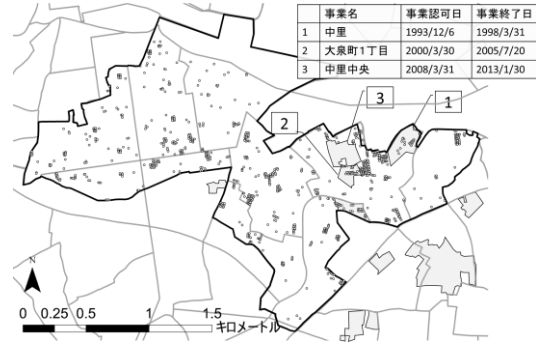 事業名 事業認可日 事業終了日
1 中里 1993/12/6 1998/3/31
2 大泉町1丁目 2000/3/30 2005/7/20
3 中里中央 2008/3/31 2013/1/30
3
1
2
N
0 0.25 0.5 1 1.5
キロメートル